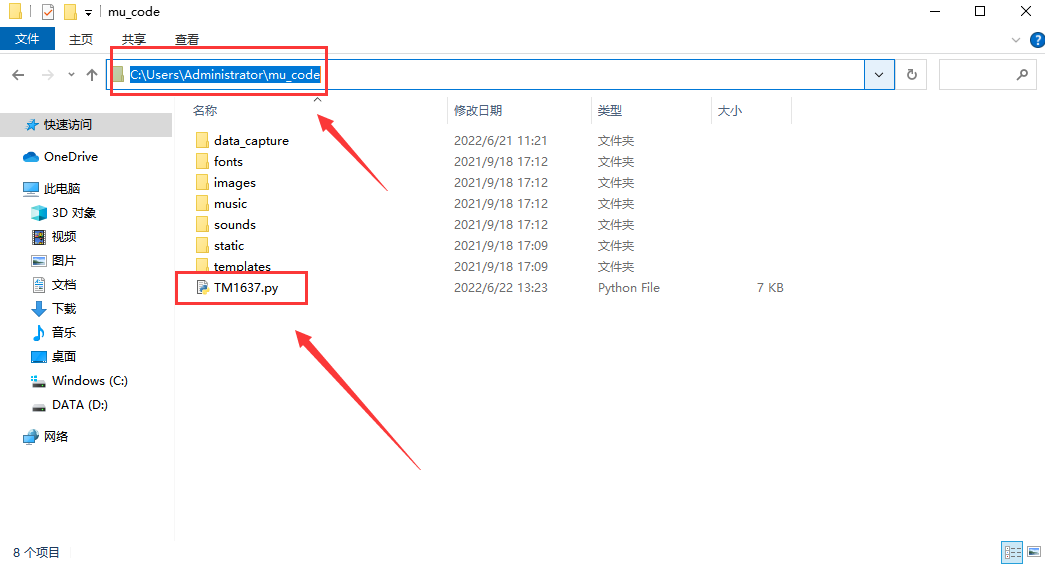 mu_code
文件 主页 共享 查看
C:\Users\Administrator\mu_code
名称 修改日期 类型 大小
快速访问
OneDrive
此电脑
3D 对象
视频
图片
文档
下载
音乐
桌面
Windows (C:)
DATA (D:)
网络
data_capture 2022/6/21 11:21 文件夹
fonts 2021/9/18 17:12 文件夹
images 2021/9/18 17:12 文件夹
music 2021/9/18 17:12 文件夹
sounds 2021/9/18 17:12 文件夹
static 2021/9/18 17:09 文件夹
templates 2021/9/18 17:09 文件夹
TM1637.py 2022/6/22 13:23 Python File 7 KB
8 个项目